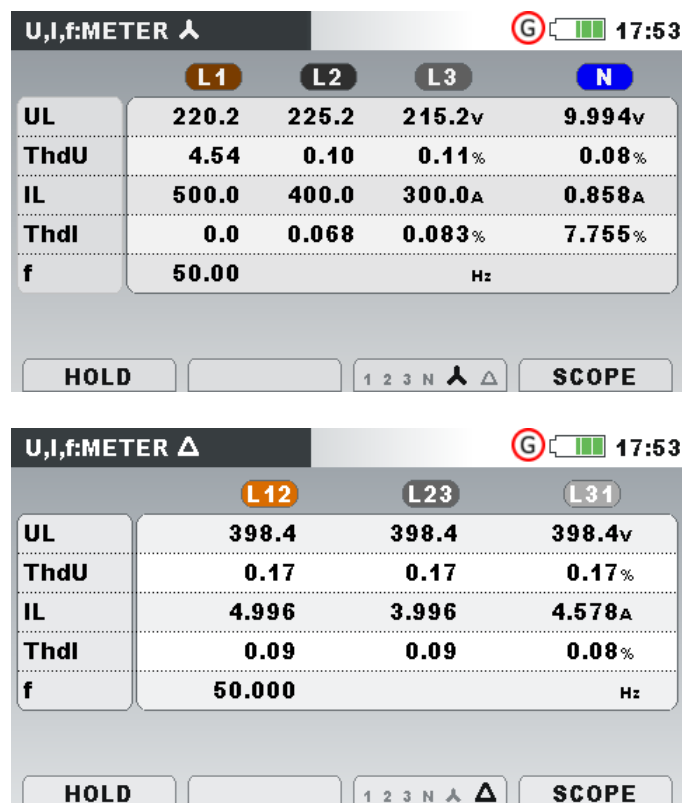 U,I,f:METER G 17:53
L1 L2 L3 N
UL 220.2 225.2 215.2V 9.994V
ThdU 4.54 0.10 0.11% 0.08%
IL 500.0 400.0 300.0A 0.858A
ThdI 0.0 0.068 0.083% 7.755%
f 50.00 Hz
HOLD 1 2 3 N △ SCOPE
U,I,f:METER Δ G 17:53
L12 L23 L31
UL 398.4 398.4 398.4V
ThdU 0.17 0.17 0.17%
IL 4.996 3.996 4.578A
ThdI 0.09 0.09 0.08%
f 50.000 Hz
HOLD 1 2 3 N Δ SCOPE